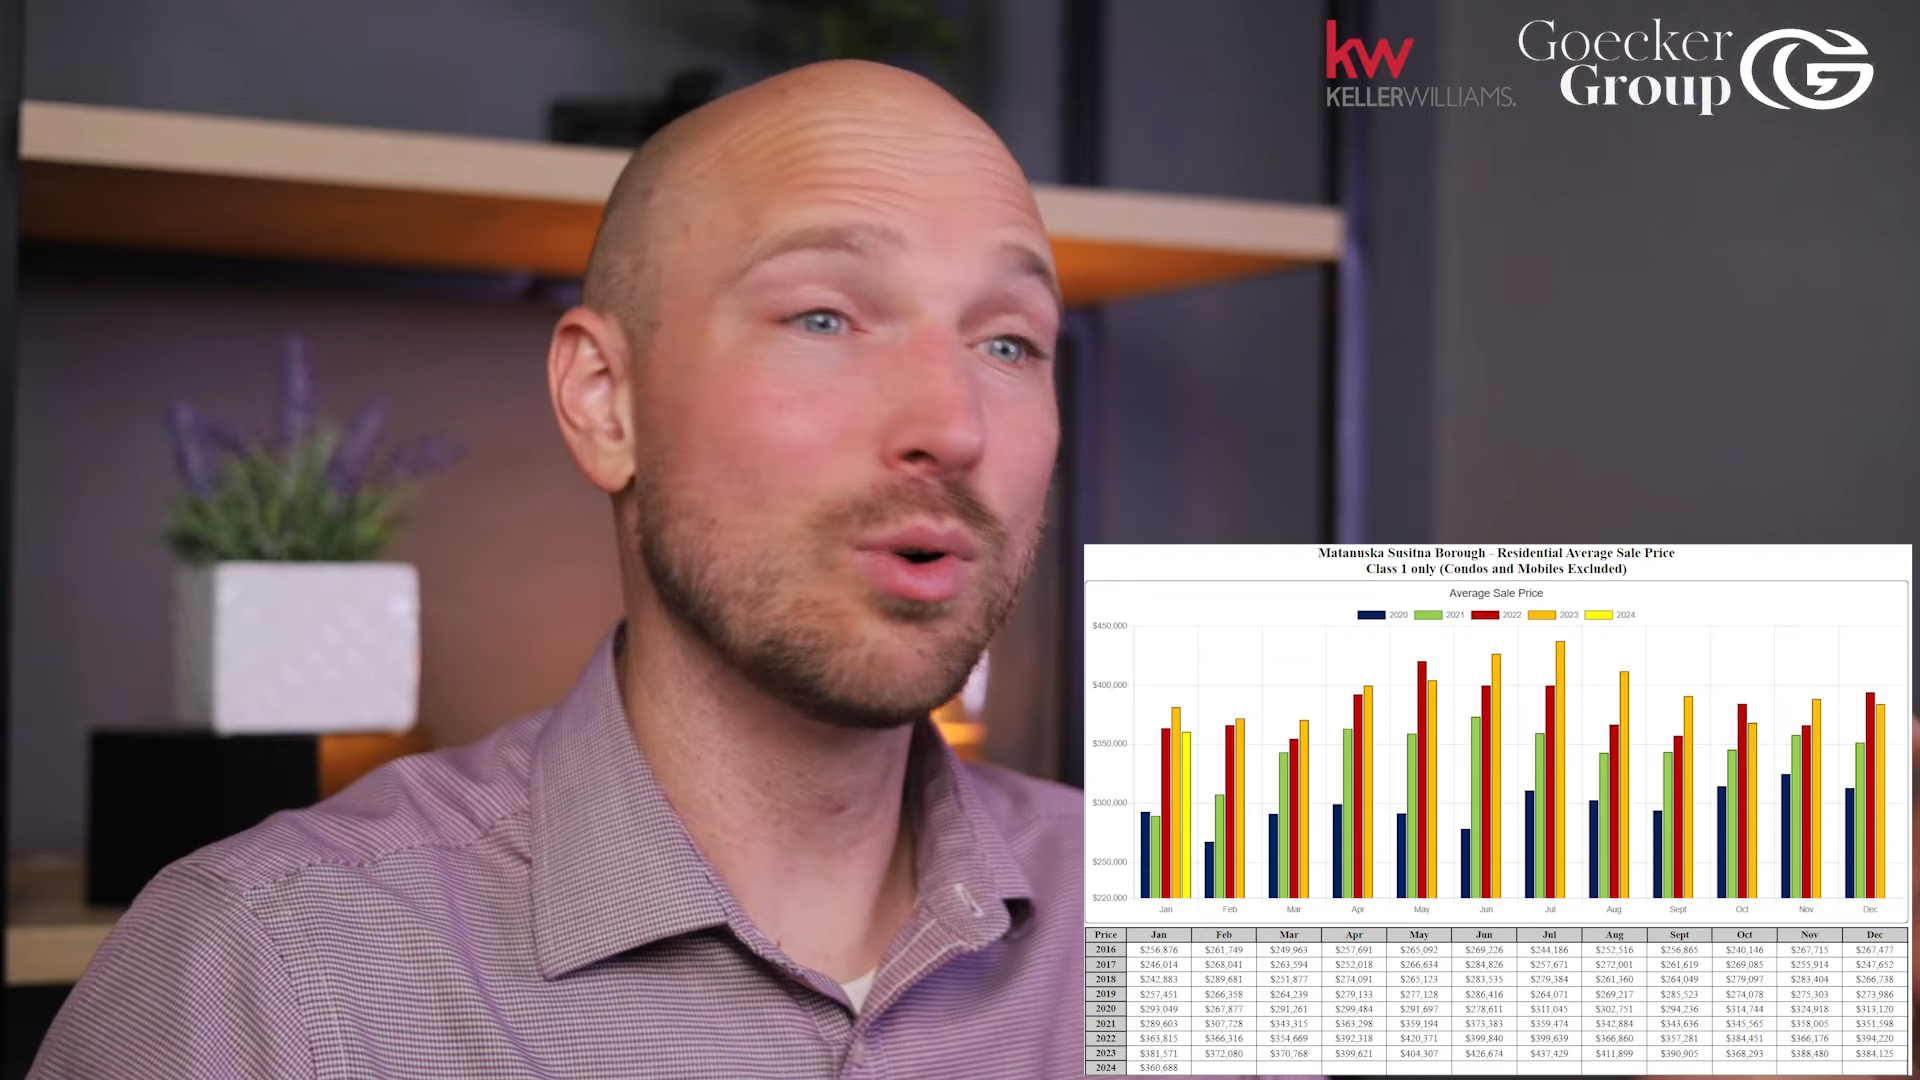 kw
KELLERWILLIAMS.
Goecker
Group
Matanuska Susitna Borough - Residential Average Sale Price
Class 1 only (Condos and Mobiles Excluded)
Average Sale Price
2020 2021 2022 2023 2024
$450,000
$400,000
$350,000
$300,000
$250,000
$220,000
Jan Feb Mar Apr May Jun Jul Aug Sept Oct Nov Dec
Price Jan Feb Mar Apr May Jun Jul Aug Sept Oct Nov Dec
2016 $256,876 $261,749 $249,963 $257,691 $265,092 $269,226 $244,186 $252,516 $256,865 $240,146 $267,715 $267,477
2017 $246,014 $268,041 $263,594 $252,018 $266,634 $284,826 $257,671 $272,001 $261,619 $269,085 $255,914 $247,652
2018 $242,883 $289,681 $251,877 $274,091 $265,123 $283,535 $279,384 $261,360 $264,049 $279,097 $283,404 $266,738
2019 $257,451 $266,358 $264,239 $279,133 $277,128 $286,416 $264,071 $269,217 $285,523 $274,078 $275,303 $273,986
2020 $293,049 $267,877 $291,261 $299,484 $291,697 $278,611 $311,045 $302,751 $294,236 $314,744 $324,918 $313,120
2021 $289,603 $307,728 $343,315 $363,298 $359,194 $373,383 $359,474 $342,884 $343,636 $345,565 $358,005 $351,598
2022 $363,815 $366,316 $354,669 $392,318 $420,371 $399,840 $399,639 $366,860 $357,281 $384,451 $366,176 $394,220
2023 $381,571 $372,080 $370,768 $399,621 $404,307 $426,674 $437,429 $411,899 $390,905 $368,293 $388,480 $384,125
2024 $360,688